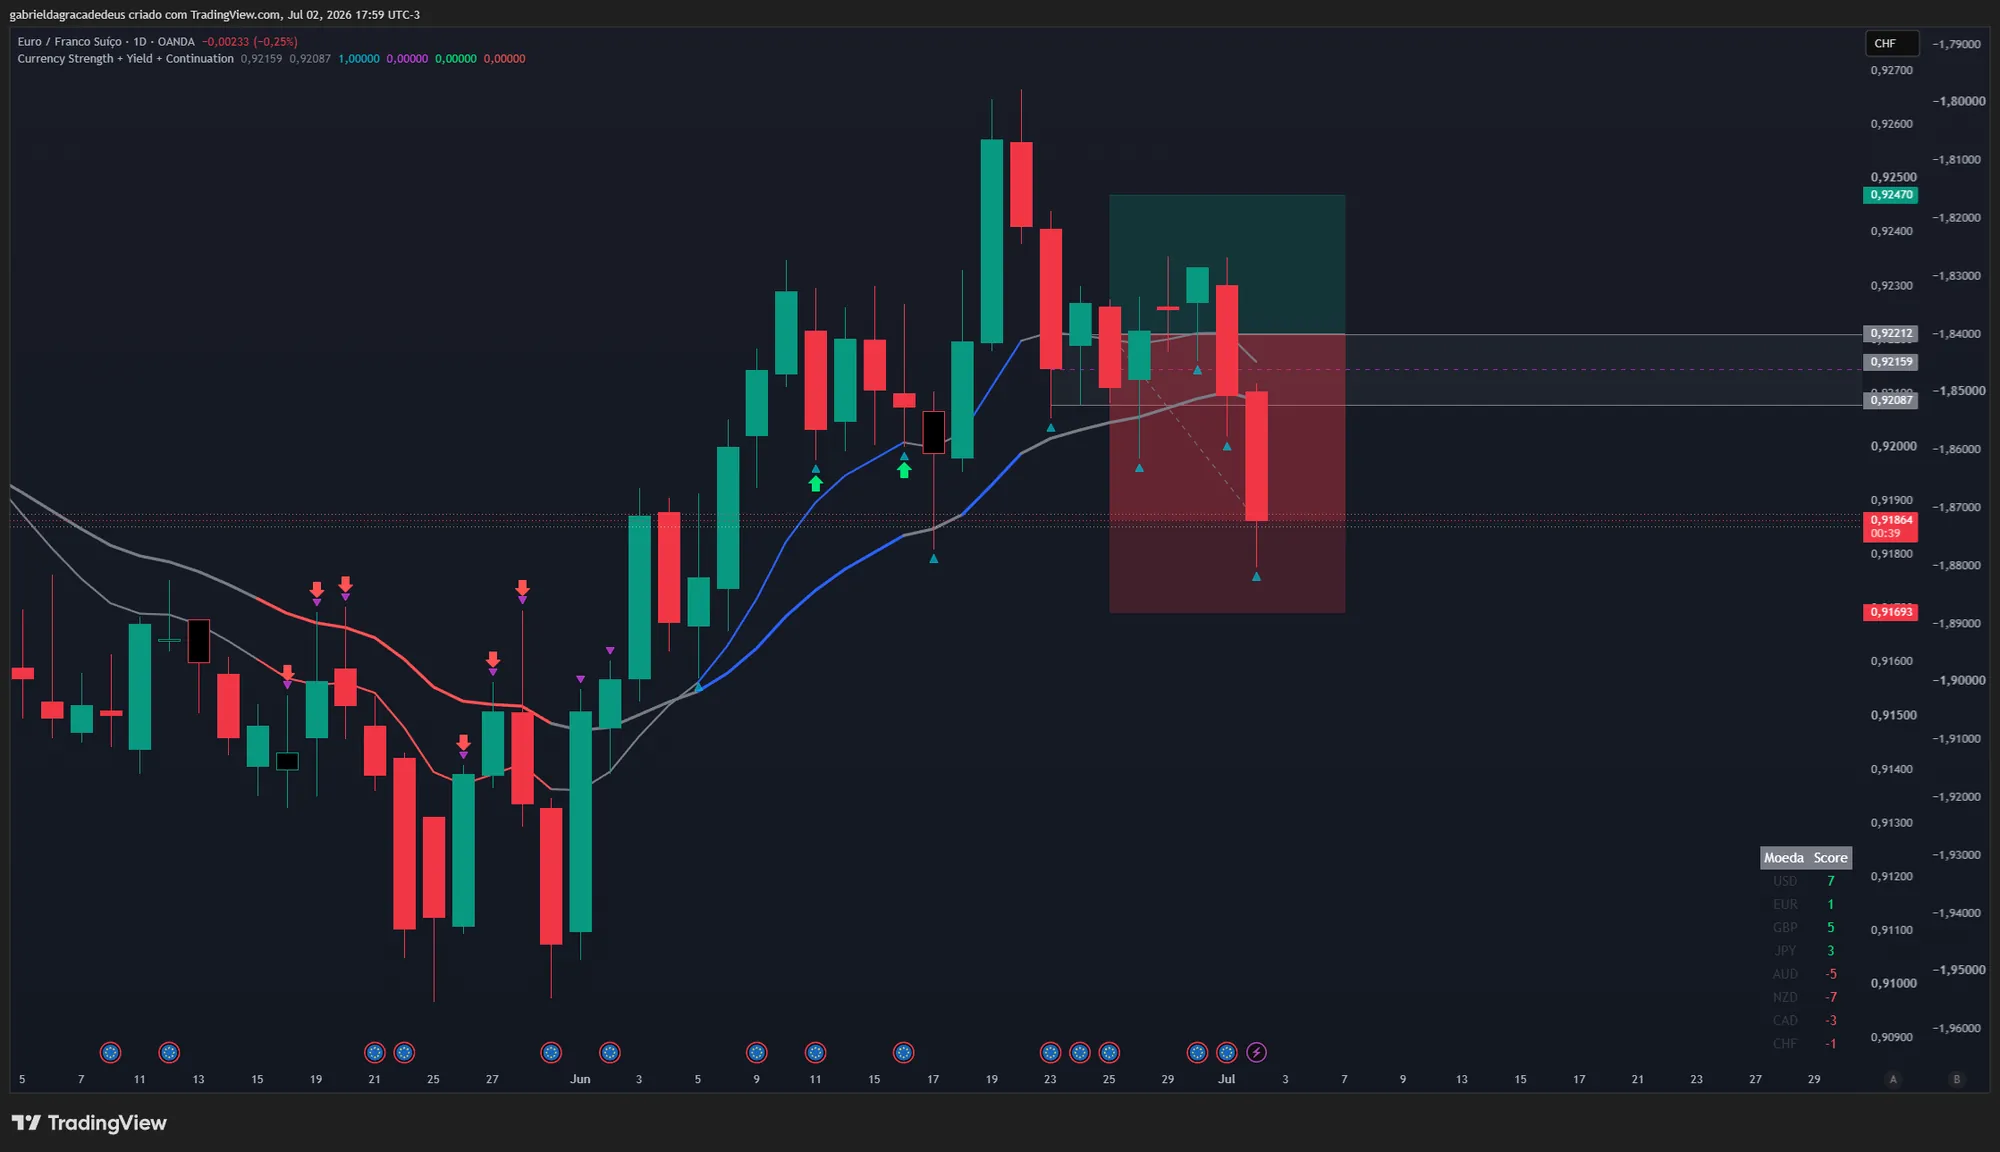 gabrieldagracadedeus criado com TradingView.com, Jul 02, 2026 17:59 UTC-3
Euro / Franco Suíço · 1D · OANDA −0,00233 (−0,25%)
Currency Strength + Yield + Continuation 0,92159 0,92087 1,00000 0,00000 0,00000 0,00000
CHF
0,92700
0,92600
0,92500
0,92470
0,92400
0,92300
0,92212
0,92159
0,92087
0,92000
0,91900
0,91864
00:39
0,91800
0,91693
0,91600
0,91500
0,91400
0,91300
0,91200
0,91100
0,91000
0,90900
−1,79000
−1,80000
−1,81000
−1,82000
−1,83000
−1,84000
−1,85000
−1,86000
−1,87000
−1,88000
−1,89000
−1,90000
−1,91000
−1,92000
−1,93000
−1,94000
−1,95000
−1,96000
Moeda Score
USD 7
EUR 1
GBP 5
JPY 3
AUD -5
NZD -7
CAD -3
CHF -1
5 7 11 13 15 19 21 25 27 Jun 3 5 9 11 15 17 19 23 25 29 Jul 3 7 9 13 15 17 21 23 27 29 A B
TradingView